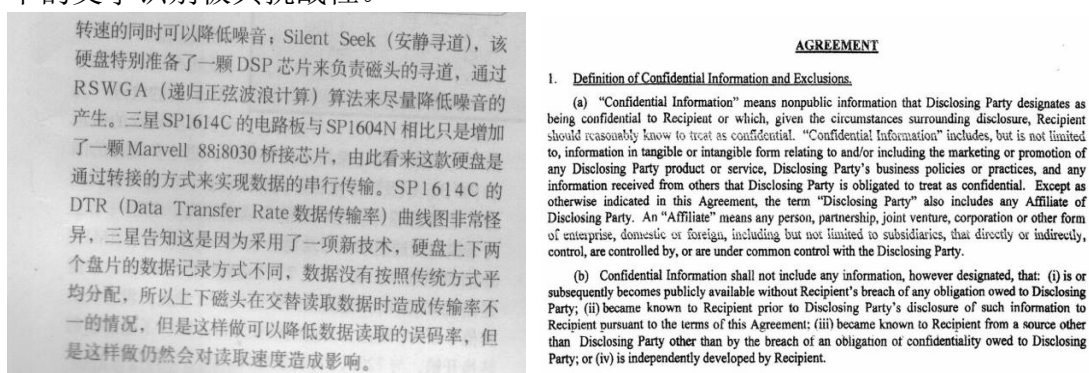 转速的同时可以降低噪音；Silent Seek（安静寻道），该
硬盘特别准备了一颗DSP芯片来负责磁头的寻道，通过
RSWGA（递归正弦波浪计算）算法来尽量降低噪音的
产生。三星SP1614C的电路板与SP1604N相比只是增加
了一颗Marvell 88i8030桥接芯片，由此看来这款硬盘是
通过转接的方式来实现数据的串行传输。SP1614C的
DTR（Data Transfer Rate数据传输率）曲线图非常怪
异，三星告知这是因为采用了一项新技术，硬盘上下两
个盘片的数据记录方式不同，数据没有按照传统方式平
均分配，所以上下磁头在交替读取数据时造成传输率不
一的情况，但是这样做可以降低数据读取的误码率，但
是这样做仍然会对读取速度造成影响。
AGREEMENT
1. Definition of Confidential Information and Exclusions.
(a) “Confidential Information” means nonpublic information that Disclosing Party designates as
being confidential to Recipient or which, given the circumstances surrounding disclosure, Recipient
should reasonably know to treat as confidential. “Confidential Information” includes, but is not limited
to, information in tangible or intangible form relating to and/or including the marketing or promotion of
any Disclosing Party product or service, Disclosing Party's business policies or practices, and any
information received from others that Disclosing Party is obligated to treat as confidential. Except as
otherwise indicated in this Agreement, the term “Disclosing Party” also includes any Affiliate of
Disclosing Party. An “Affiliate” means any person, partnership, joint venture, corporation or other form
of enterprise, domestic or foreign, including but not limited to subsidiaries, that directly or indirectly,
control, are controlled by, or are under common control with the Disclosing Party.
(b) Confidential Information shall not include any information, however designated, that: (i) is or
subsequently becomes publicly available without Recipient's breach of any obligation owed to Disclosing
Party; (ii) became known to Recipient prior to Disclosing Party's disclosure of such information to
Recipient pursuant to the terms of this Agreement; (iii) became known to Recipient from a source other
than Disclosing Party other than by the breach of an obligation of confidentiality owed to Disclosing
Party; or (iv) is independently developed by Recipient.